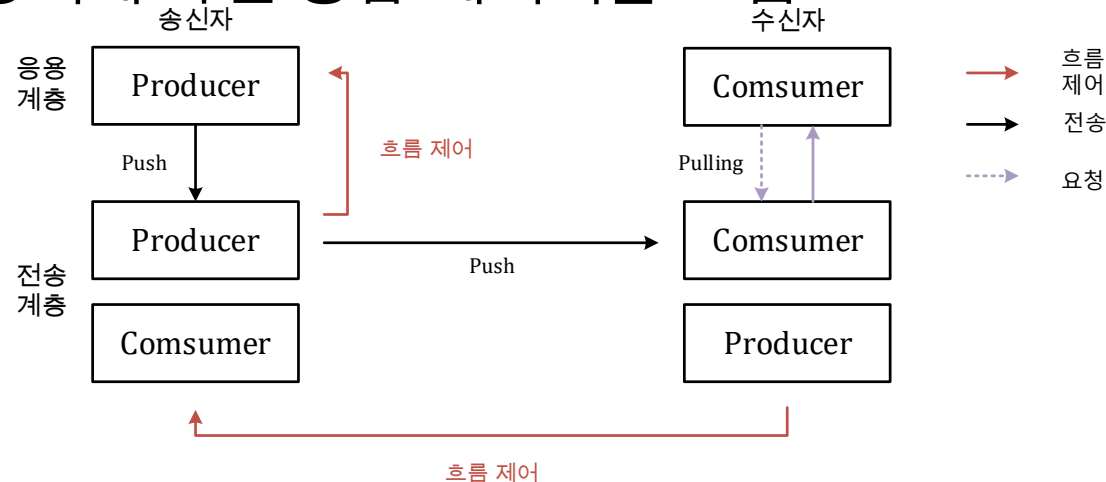 송신자
수신자
응용
계층
Producer
Comsumer
흐름
제어
흐름 제어
전송
Push
Pulling
요청
Producer
Comsumer
Push
전송
계층
Comsumer
Producer
흐름 제어